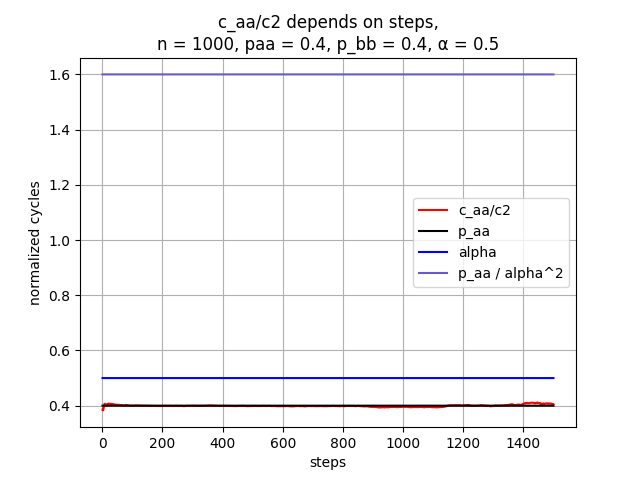 c_aa/c2 depends on steps,
n = 1000, paa = 0.4, p_bb = 0.4, α = 0.5
normalized cycles
1.6
1.4
1.2
1.0
0.8
0.6
0.4
c_aa/c2
p_aa
alpha
p_aa / alpha^2
0 200 400 600 800 1000 1200 1400
steps